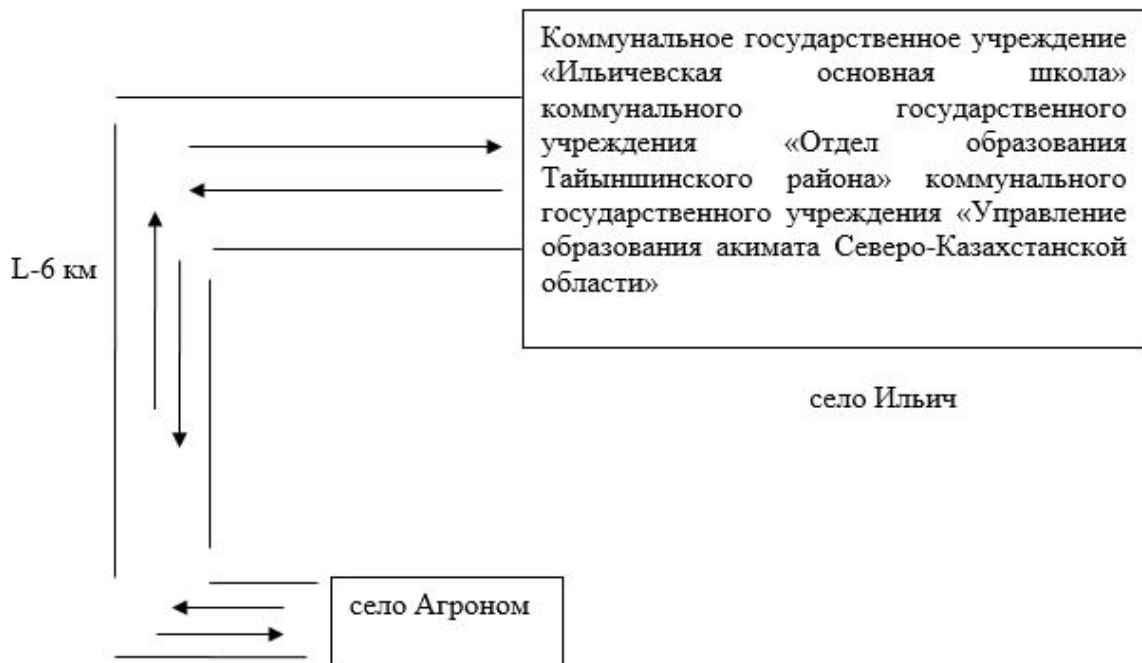 Коммунальное государственное учреждение
«Ильичевская основная школа»
коммунального государственного
учреждения «Отдел образования
Тайыншинского района» коммунального
государственного учреждения «Управление
образования акимата Северо-Казахстанской
области»
L-6 км
село Ильич
село Агроном